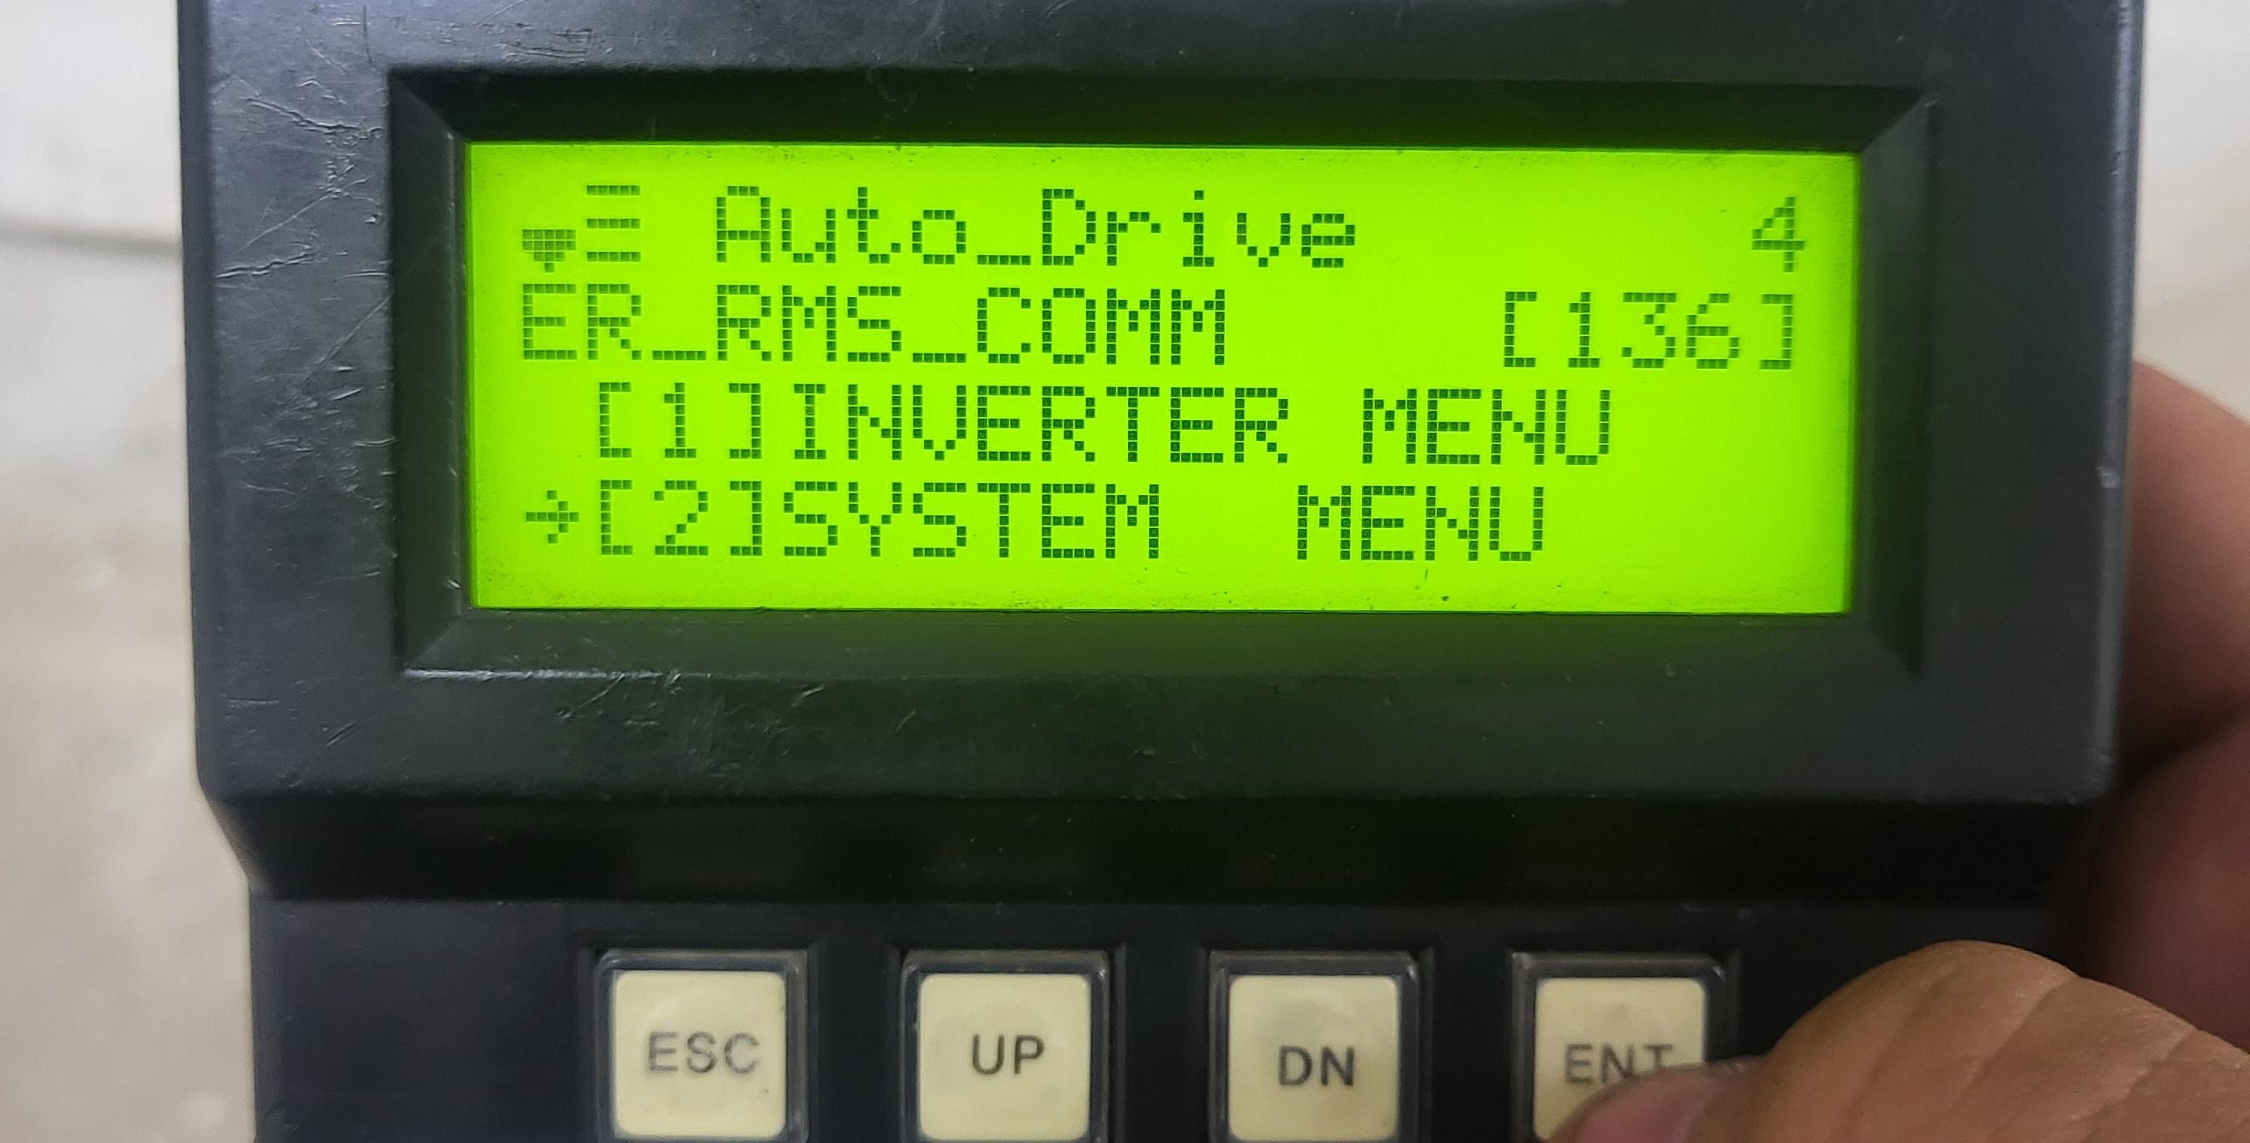 Auto_Drive 4
ER_RMS_COMM [136]
[1]INVERTER MENU
→[2]SYSTEM MENU
ESC UP DN ENT